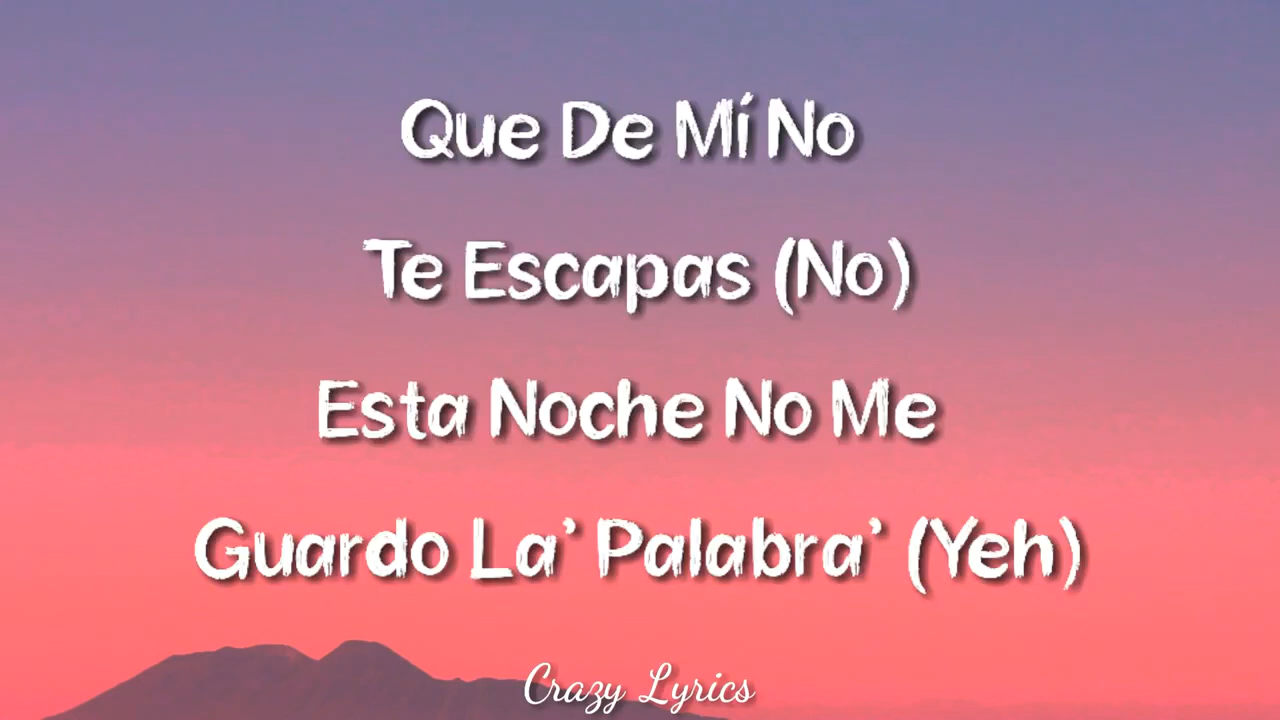 Que De Mí No
Te Escapas (No)
Esta Noche No Me
Guardo La’ Palabra’ (Yeh)
Crazy Lyrics